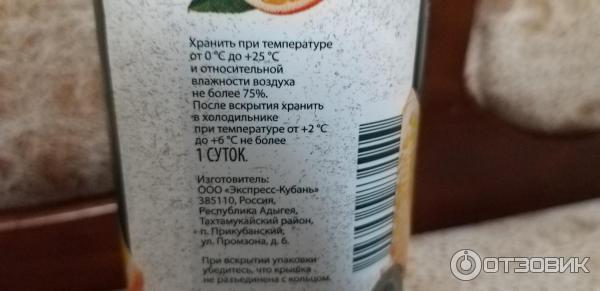 Хранить при температуре
от 0 °С до +25 °С
и относительной
влажности воздуха
не более 75%.
После вскрытия хранить
в холодильнике
при температуре от +2 °С
до +6 °С не более
1 СУТОК.
Изготовитель:
ООО «Экспресс-Кубань»
385110, Россия,
Республика Адыгея,
Тахтамукайский район,
п. Прикубанский,
ул. Промзона, д. 6.
При вскрытии упаковки
убедитесь, что крышка
не разъединена с кольцом.
ОТЗОВИК